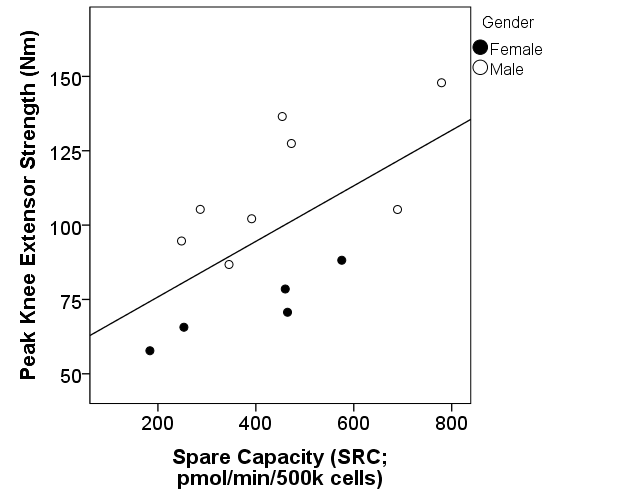 Gender
Female
Male
Peak Knee Extensor Strength (Nm)
150
125
100
75
50
200 400 600 800
Spare Capacity (SRC;
pmol/min/500k cells)